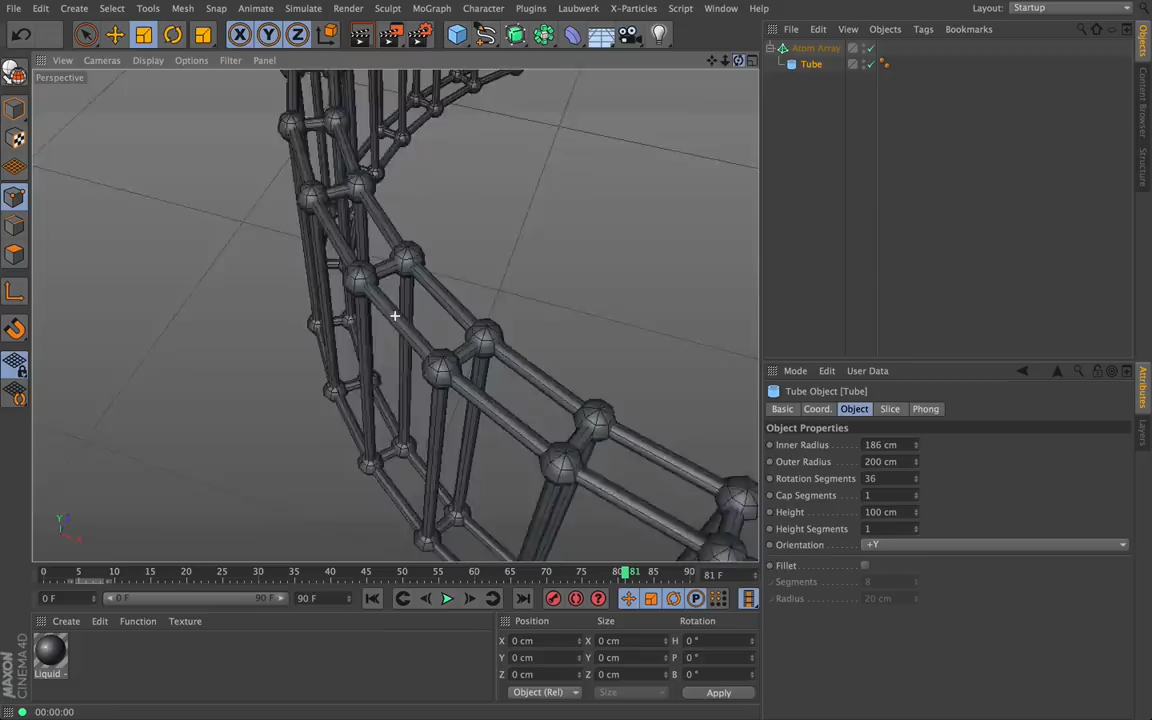 File Edit Create Select Tools Mesh Snap Animate Simulate Render Sculpt MoGraph Character Plugins Laubwerk X-Particles Script Window Help Layout: Startup
X Y Z
File Edit View Objects Tags Bookmarks
View Cameras Display Options Filter Panel
Perspective
Atom Array
Tube
Objects
Content Browser
Structure
Mode Edit User Data
Tube Object [Tube]
Basic Coord. Object Slice Phong
Object Properties
Inner Radius 186 cm
Outer Radius 200 cm
Rotation Segments 36
Cap Segments 1
Height 100 cm
Height Segments 1
Orientation +Y
Fillet
Segments 8
Radius 20 cm
Attributes
Layers
Y
X
0 5 10 15 20 25 30 35 40 45 50 55 60 65 70 75 80 81 85 90 81 F
0 F 0 F 90 F 90 F
P
Create Edit Function Texture
Liquid -
Position Size Rotation
X 0 cm X 0 cm H 0 °
Y 0 cm Y 0 cm P 0 °
Z 0 cm Z 0 cm B 0 °
Object (Rel) Size Apply
MAXON
CINEMA 4D
00:00:00